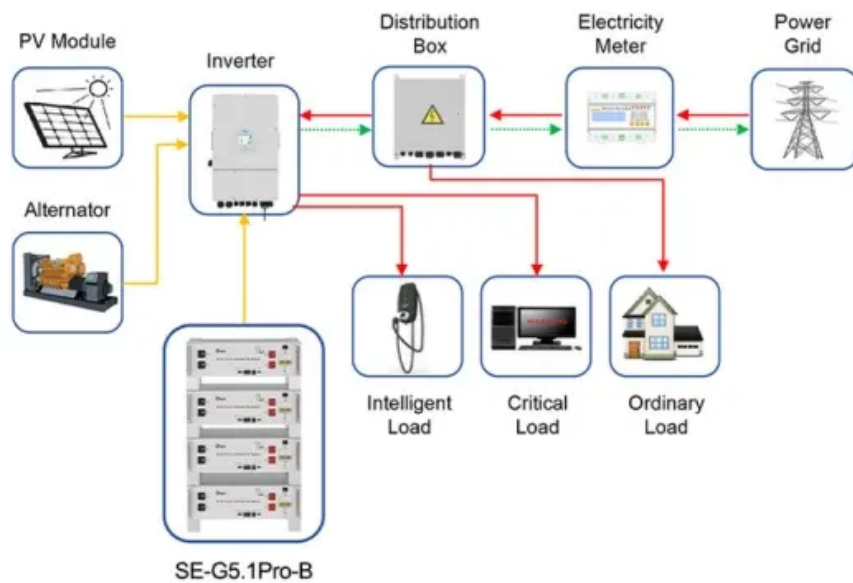 PV Module
Inverter
Distribution
Box
Electricity
Meter
Power
Grid
Alternator
Intelligent
Load
Critical
Load
Ordinary
Load
SE-G5.1Pro-B